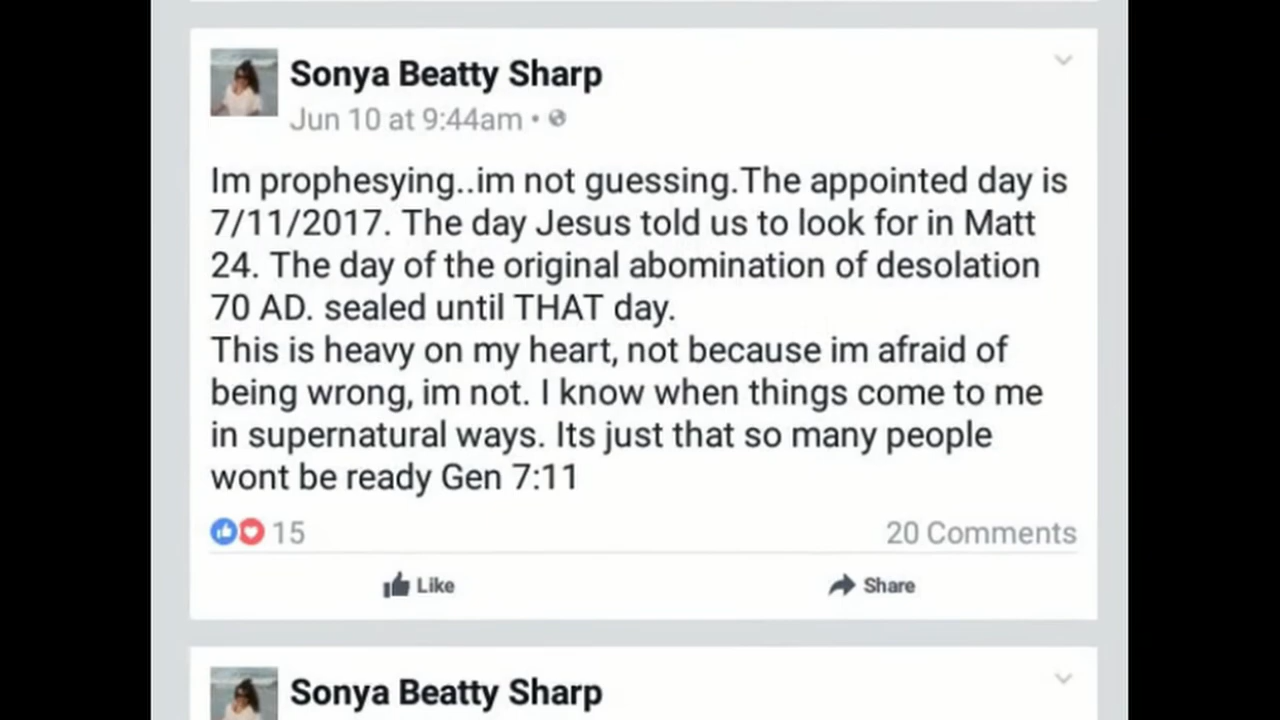 Sonya Beatty Sharp
Jun 10 at 9:44am •
Im prophesying..im not guessing.The appointed day is
7/11/2017. The day Jesus told us to look for in Matt
24. The day of the original abomination of desolation
70 AD. sealed until THAT day.
This is heavy on my heart, not because im afraid of
being wrong, im not. I know when things come to me
in supernatural ways. Its just that so many people
wont be ready Gen 7:11
15 20 Comments
Like Share
Sonya Beatty Sharp